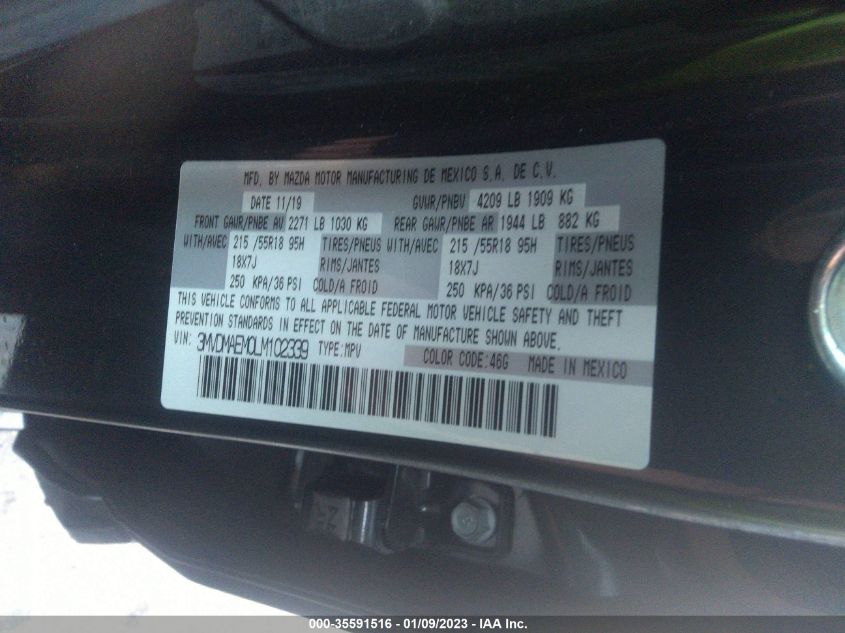 MFD. BY MAZDA MOTOR MANUFACTURING DE MEXICO S.A. DE C.V.
DATE 11/19 GVWR/PNBV 4209 LB 1909 KG
FRONT GAWR/PNBE AV 2271 LB 1030 KG REAR GAWR/PNBE AR 1944 LB 882 KG
WITH/AVEC 215 /55R18 95H TIRES/PNEUS WITH/AVEC 215 /55R18 95H TIRES/PNEUS
18X7J RIMS/JANTES 18X7J RIMS/JANTES
250 KPA/36 PSI COLD/A FROID 250 KPA/36 PSI COLD/A FROID
THIS VEHICLE CONFORMS TO ALL APPLICABLE FEDERAL MOTOR VEHICLE SAFETY AND THEFT
PREVENTION STANDARDS IN EFFECT ON THE DATE OF MANUFACTURE SHOWN ABOVE.
VIN: 3MVDMAEM0LM102339 TYPE:MPV COLOR CODE:46G MADE IN MEXICO
000-35591516 - 01/09/2023 - IAA Inc.